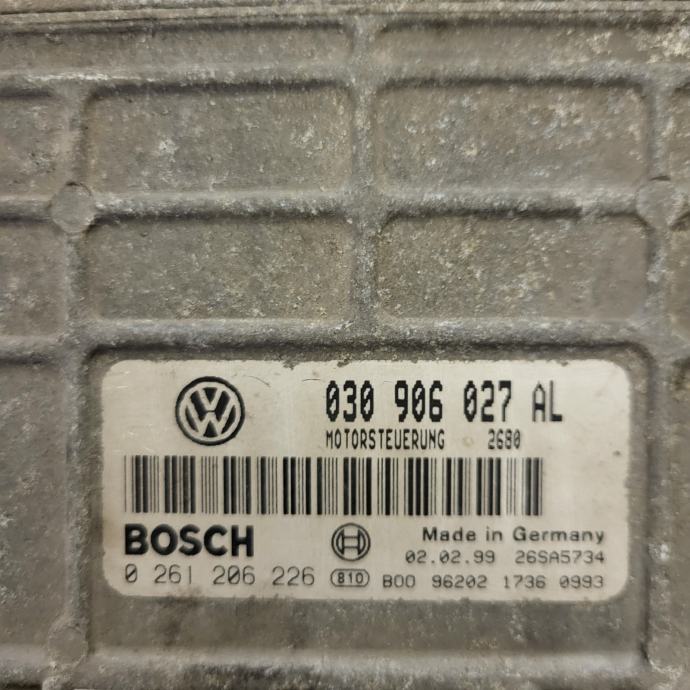 030 906 027 AL
MOTORSTEUERUNG 2680
BOSCH Made in Germany
02.02.99 26SA5734
0 261 206 226 810 B00 96202 1736 0993